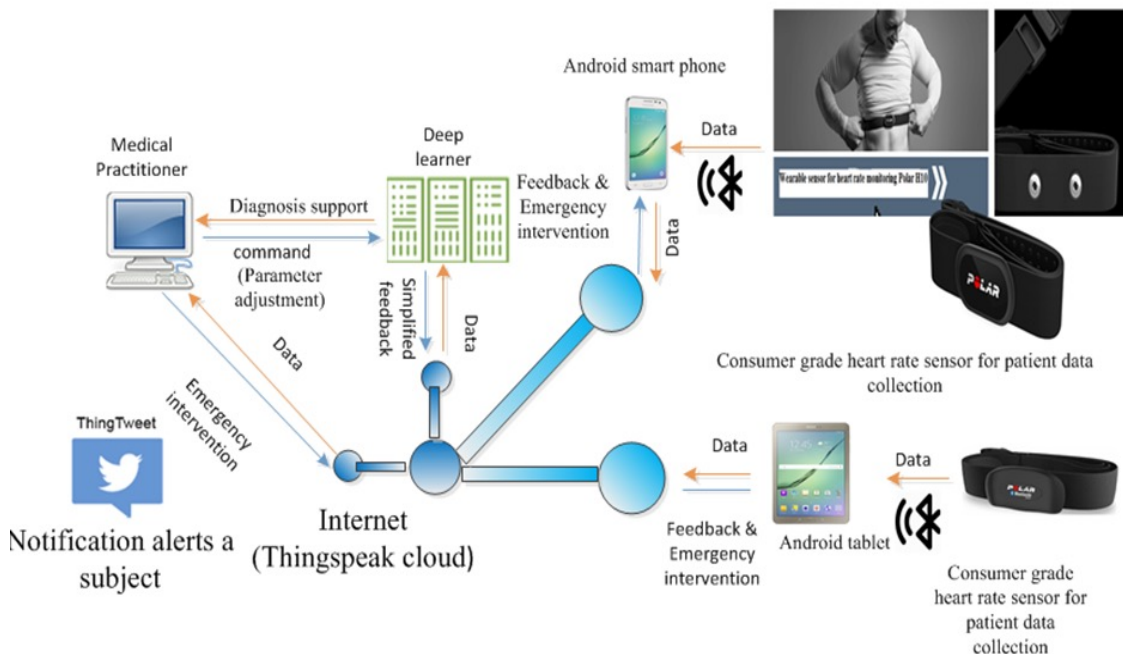 Android smart phone
Data
Wearable sensor for heart rate monitoring Polar H10
POLAR
Consumer grade heart rate sensor for patient data
collection
Medical
Practitioner
Deep
learner
Diagnosis support
command
(Parameter
adjustment)
Feedback &
Emergency
intervention
Data
Simplified
feedback
Data
Data
Emergency
intervention
ThingTweet
Notification alerts a
subject
Internet
(Thingspeak cloud)
Data
Feedback &
Emergency
intervention
Android tablet
Data
POLAR
Consumer grade
heart rate sensor for
patient data
collection